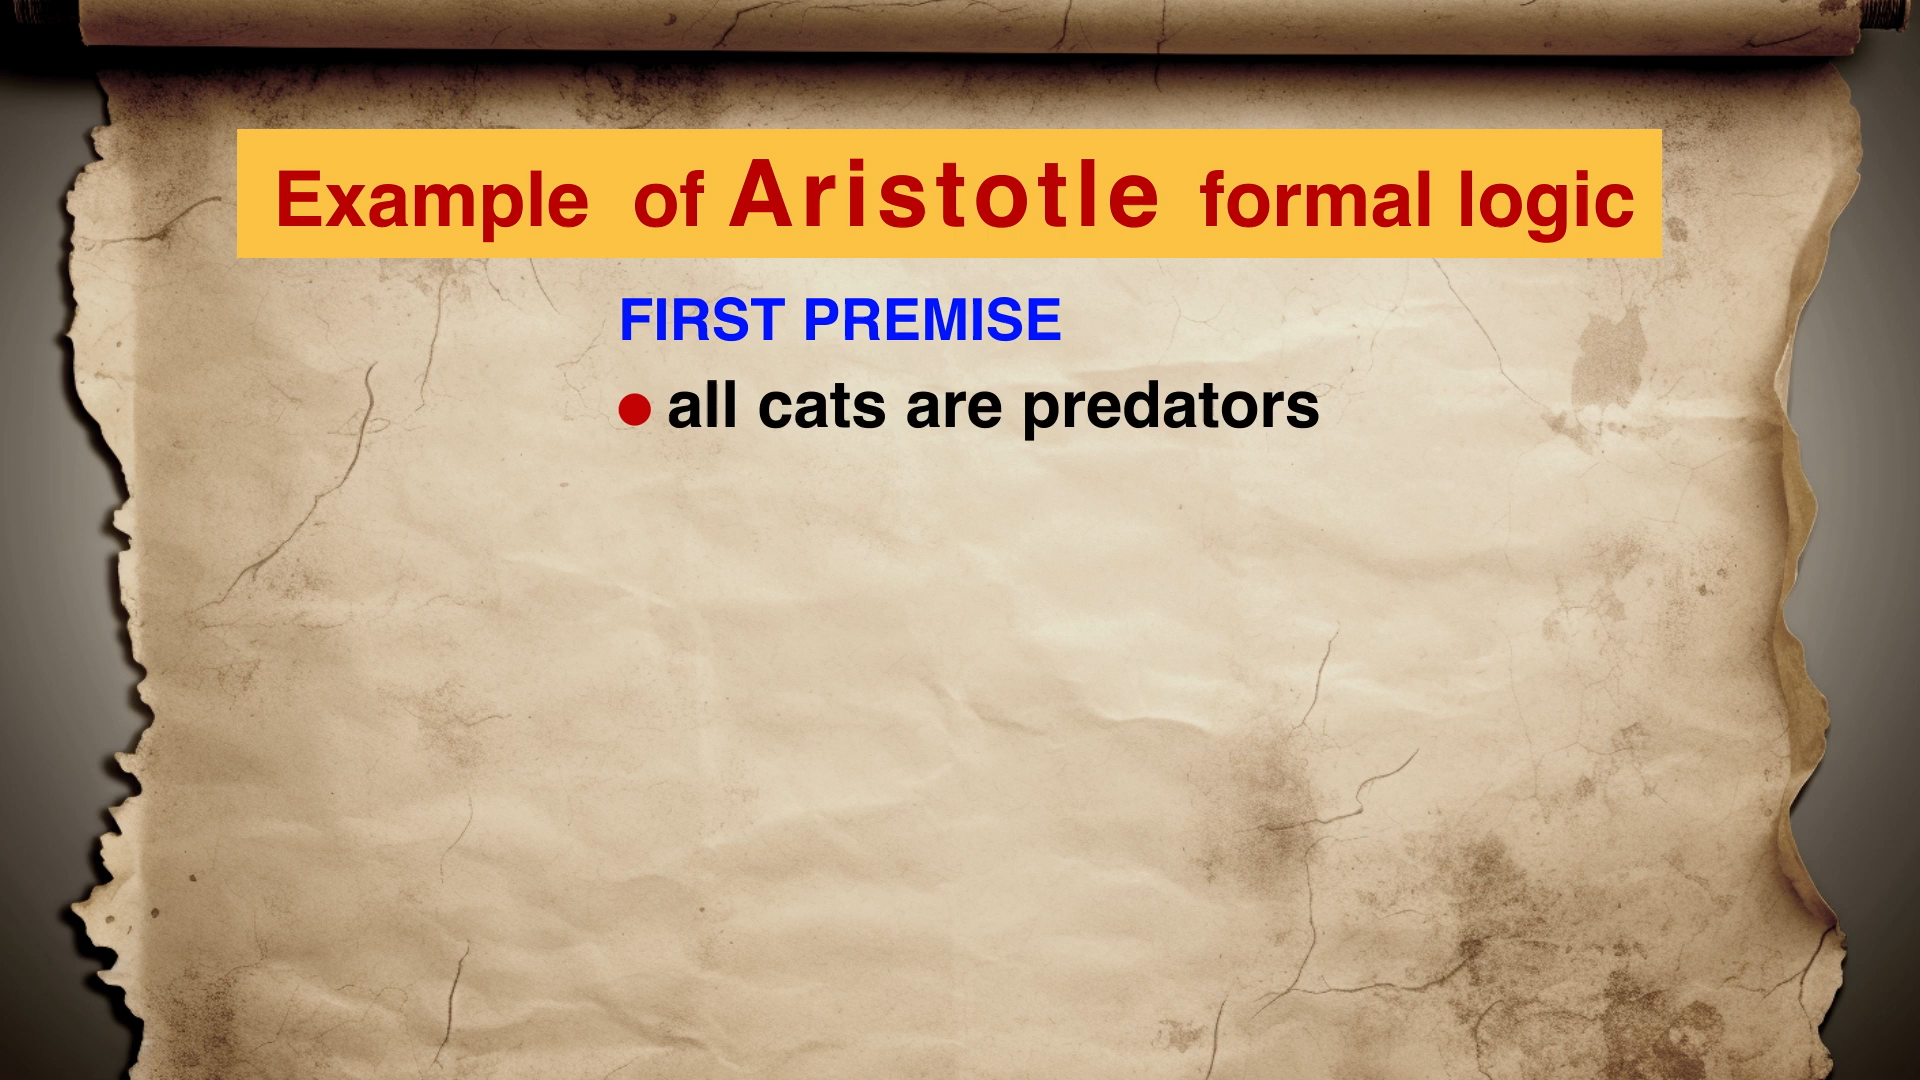 Example of Aristotle formal logic
FIRST PREMISE
● all cats are predators